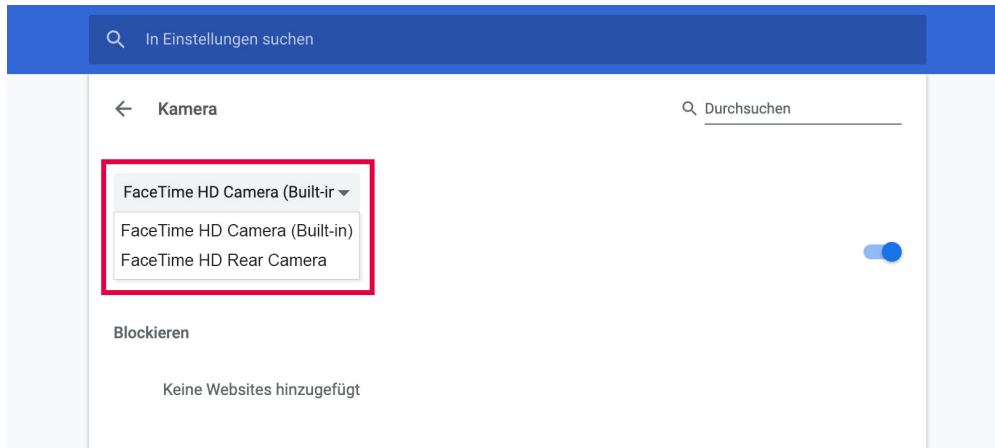 In Einstellungen suchen
Kamera
Durchsuchen
FaceTime HD Camera (Built-ir
FaceTime HD Camera (Built-in)
FaceTime HD Rear Camera
Blockieren
Keine Websites hinzugefügt